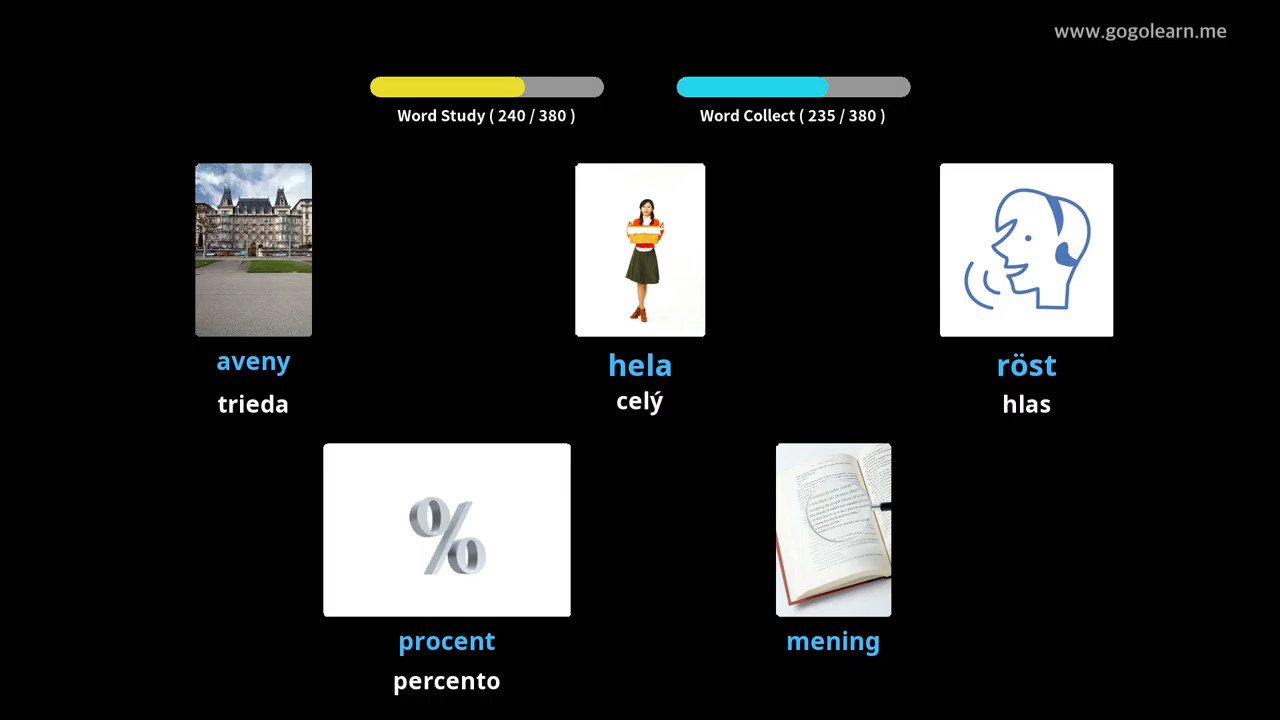 www.gogolearn.me
Word Study ( 240 / 380 )
Word Collect ( 235 / 380 )
aveny
hela
röst
trieda
celý
hlas
%
procent
mening
percento